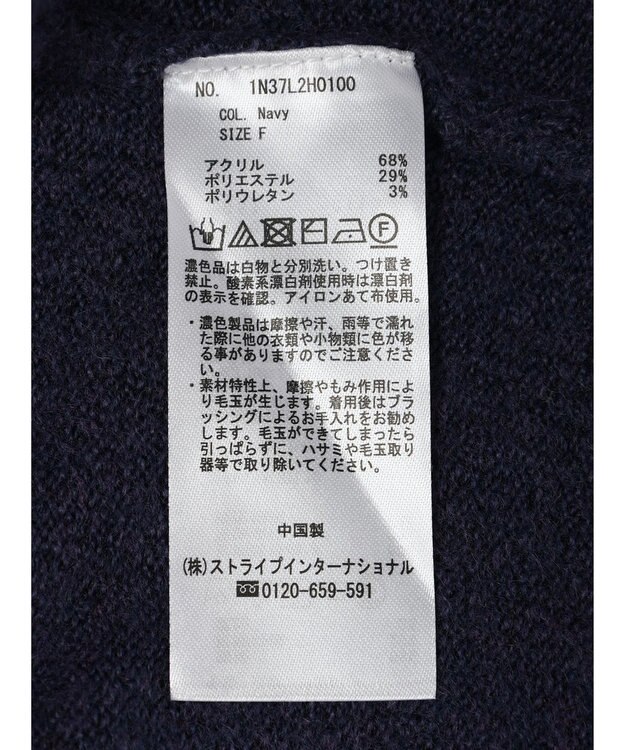 NO. 1N37L2H0100
COL. Navy
SIZE F
アクリル 68%
ポリエステル 29%
ポリウレタン 3%
F
濃色品は白物と分別洗い。つけ置き
禁止。酸素系漂白剤使用時は漂白剤
の表示を確認。アイロンあて布使用。
・濃色製品は摩擦や汗、雨等で濡れ
た際に他の衣類や小物類に色が移
る事がありますのでご注意くださ
い。
・素材特性上、摩擦やもみ作用によ
り毛玉が生じます。着用後はブラ
ッシングによるお手入れをお勧め
します。毛玉ができてしまったら
引っぱらずに、ハサミや毛玉取り
器等で取り除いてください。
中国製
(株)ストライプインターナショナル
0120-659-591